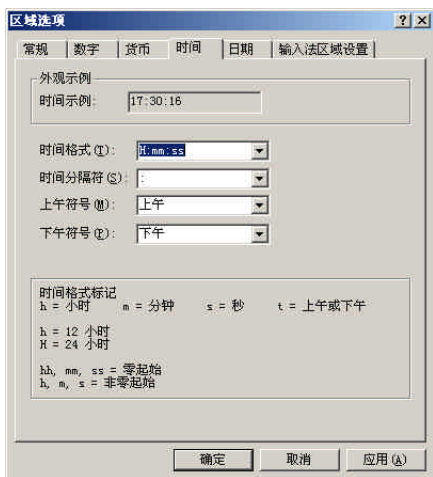 区域选项
常规 数字 货币 时间 日期 输入法区域设置
外观示例
时间示例: 17:30:16
时间格式(T): H:mm:ss
时间分隔符(S): :
上午符号(M): 上午
下午符号(P): 下午
时间格式标记
h = 小时 m = 分钟 s = 秒 t = 上午或下午
h = 12 小时
H = 24 小时
hh, mm, ss = 零起始
h, m, s = 非零起始
确定 取消 应用(A)